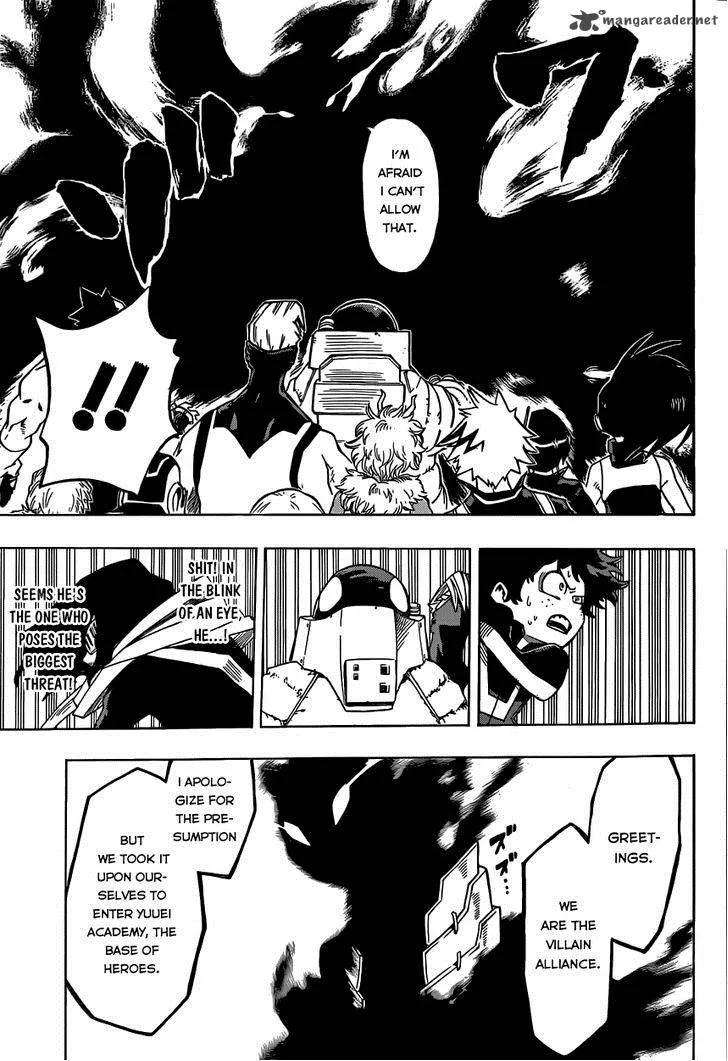 mangareader.net
I'M
AFRAID
I CAN'T
ALLOW
THAT.
!!
SHIT! IN
THE BLINK
OF AN EYE,
HE...!
SEEMS HE'S
THE ONE WHO
POSES THE
BIGGEST
THREAT!
GREET-
INGS.
WE
ARE THE
VILLAIN
ALLIANCE.
ズズ...
I APOLO-
GIZE FOR
THE PRE-
SUMPTION
BUT
WE TOOK IT
UPON OUR-
SELVES TO
ENTER YUUEI
ACADEMY, THE
BASE OF
HEROES.